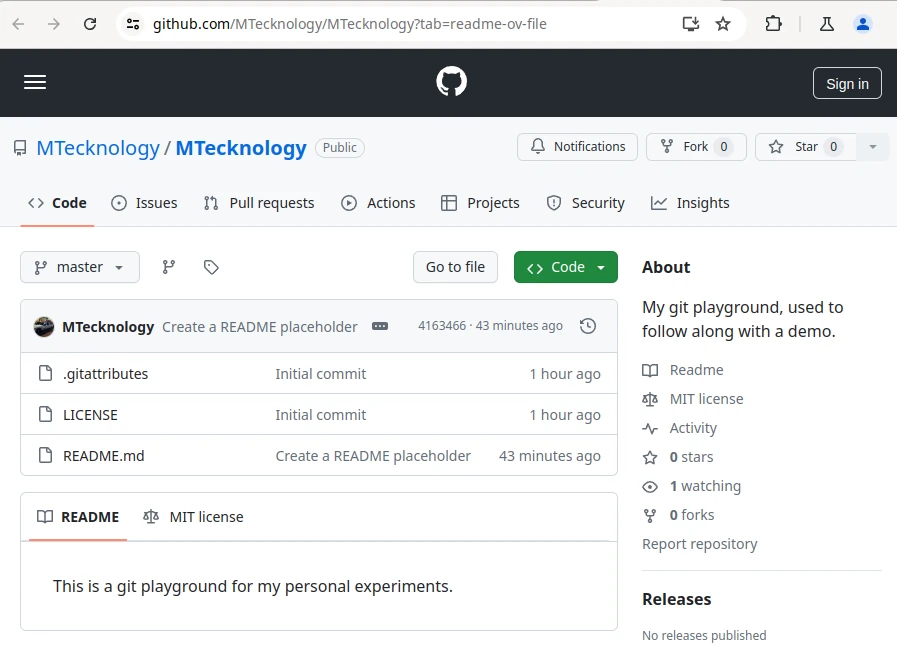 github.com/MTecknology/MTecknology?tab=readme-ov-file
Sign in
MTecknology / MTecknology Public
Notifications Fork 0 Star 0
Code Issues Pull requests Actions Projects Security Insights
master Go to file Code
MTecknology Create a README placeholder 4163466 · 43 minutes ago
.gitattributes Initial commit 1 hour ago
LICENSE Initial commit 1 hour ago
README.md Create a README placeholder 43 minutes ago
README MIT license
This is a git playground for my personal experiments.
About
My git playground, used to
follow along with a demo.
Readme
MIT license
Activity
0 stars
1 watching
0 forks
Report repository
Releases
No releases published